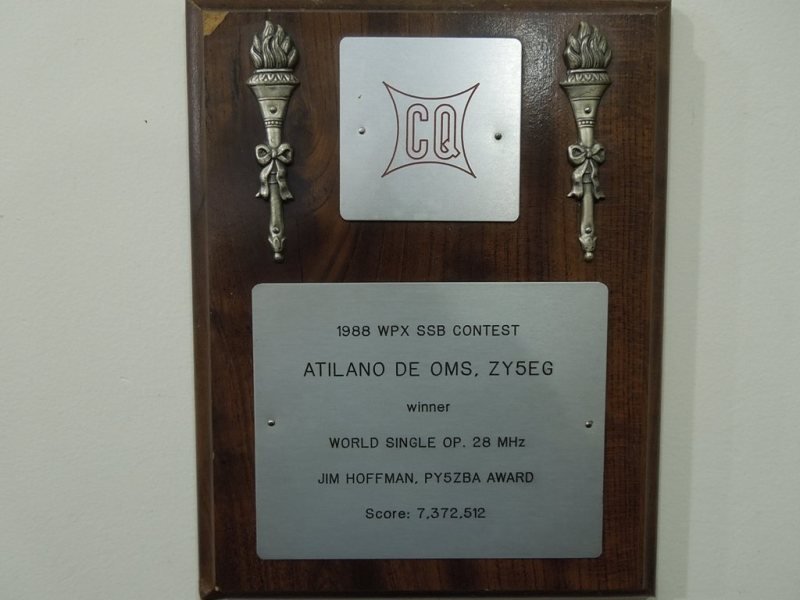 CQ
1988 WPX SSB CONTEST
ATILANO DE OMS, ZY5EG
winner
WORLD SINGLE OP. 28 MHz
JIM HOFFMAN, PY5ZBA AWARD
Score: 7,372,512